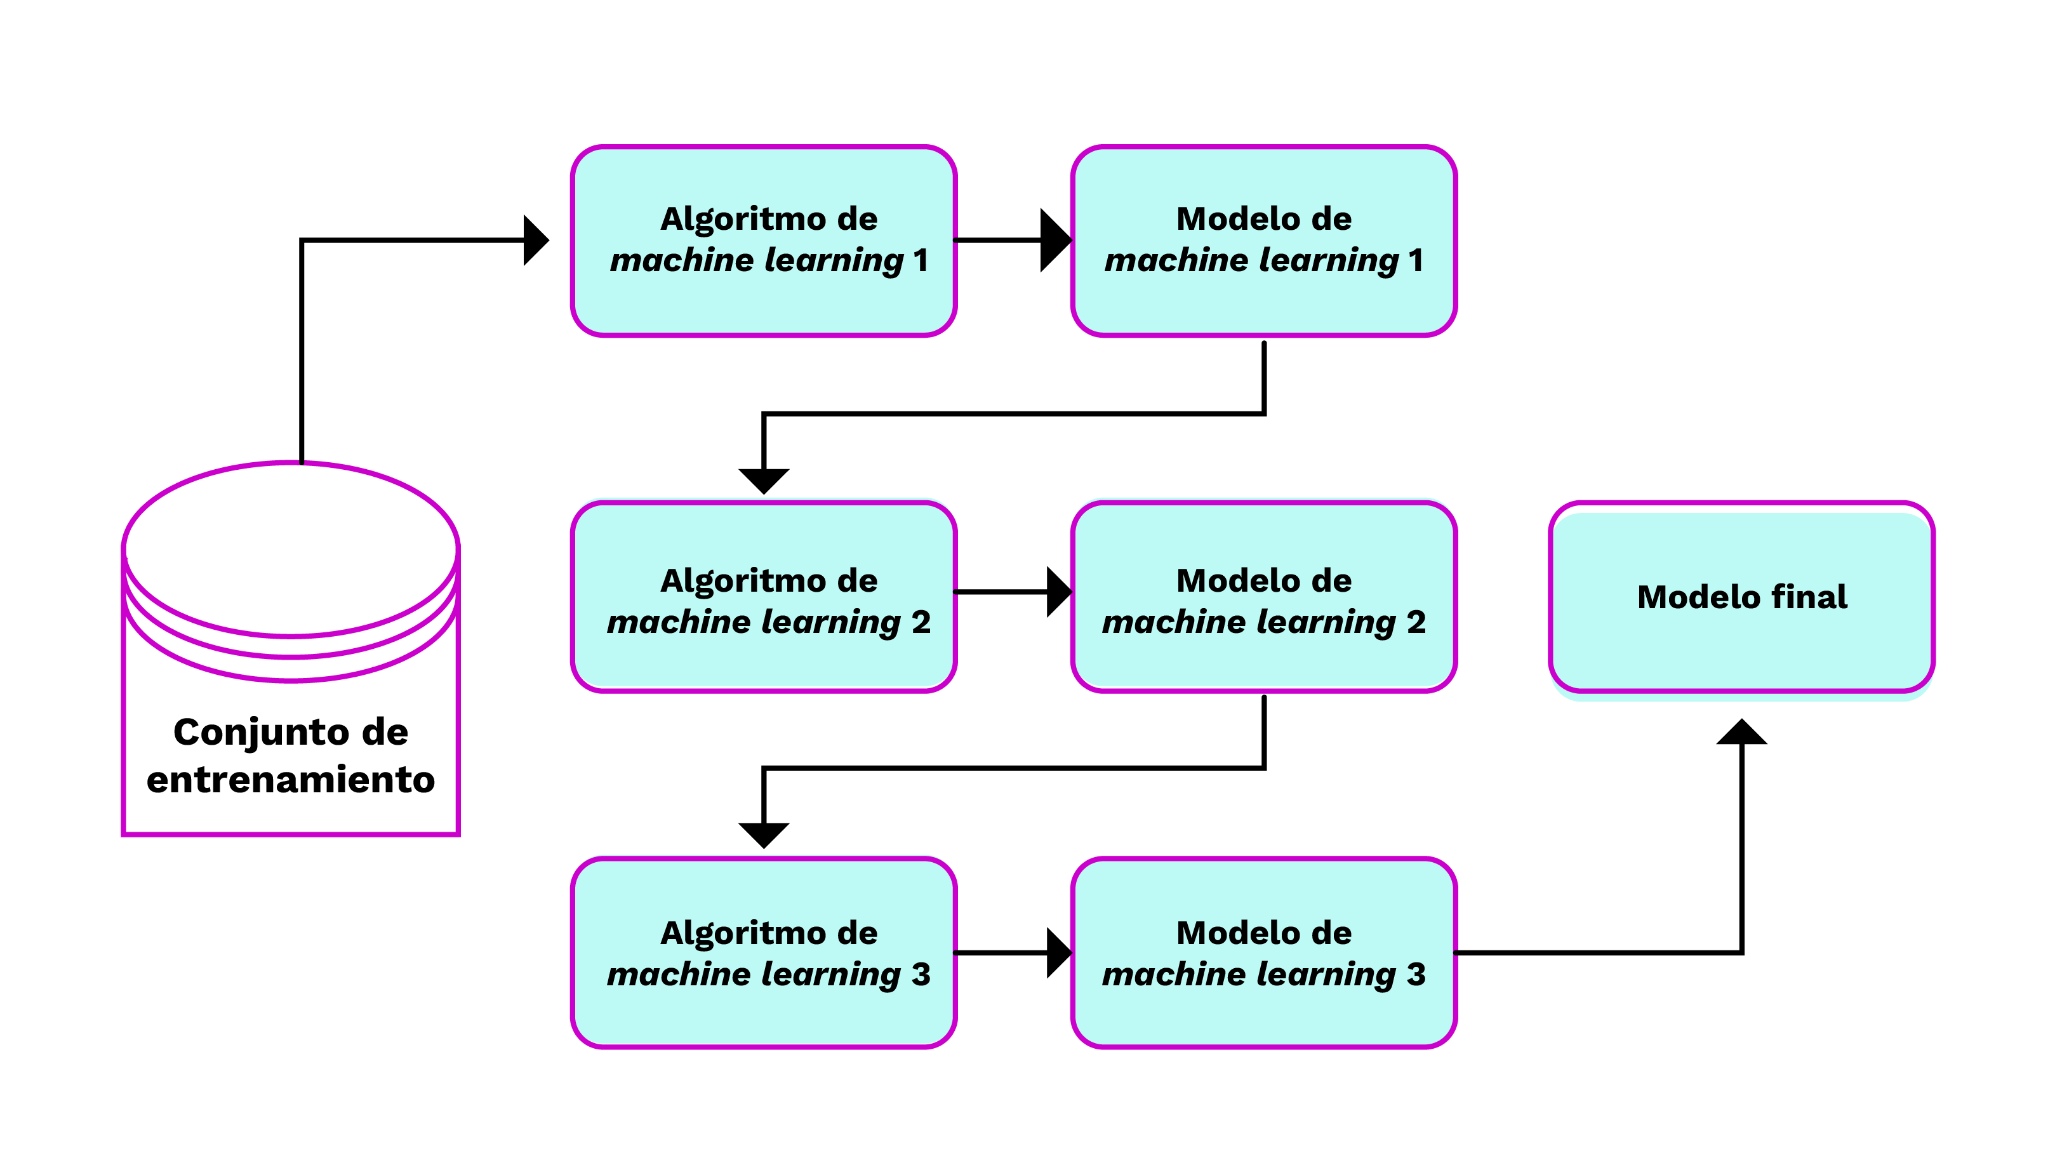 Algoritmo de
machine learning 1
Modelo de
machine learning 1
Algoritmo de
machine learning 2
Modelo de
machine learning 2
Modelo final
Conjunto de
entrenamiento
Algoritmo de
machine learning 3
Modelo de
machine learning 3